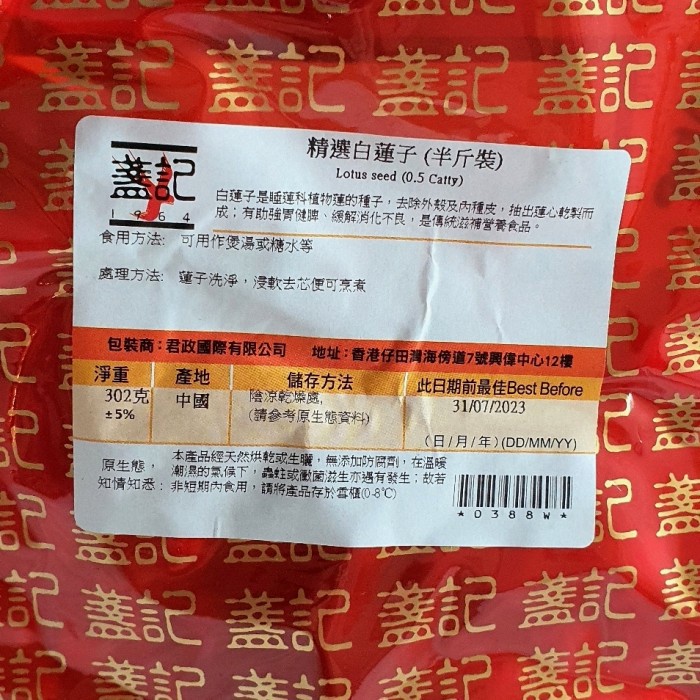 盞記
1964
精選白蓮子 (半斤裝)
Lotus seed (0.5 Catty)
白蓮子是睡蓮科植物蓮的種子，去除外殼及內種皮，抽出蓮心乾製而
成；有助強胃健脾、緩解消化不良，是傳統滋補營養食品。
食用方法: 可用作煲湯或糖水等
處理方法: 蓮子洗淨，浸軟去芯便可烹煮
包裝商：君政國際有限公司 地址：香港仔田灣海傍道7號興偉中心12樓
淨重 產地 儲存方法 此日期前最佳Best Before
302克 中國 陰涼乾燥處, 31/07/2023
±5% (請參考原生態資料)
(日/月/年)(DD/MM/YY)
原生態， 本產品經天然烘乾或生曬，無添加防腐劑，在溫暖
潮濕的氣候下，蟲蛀或黴菌滋生亦遇有發生；故若
知情知悉：非短期內食用，請將產品存於雪櫃(0-8°C)
*0388W*